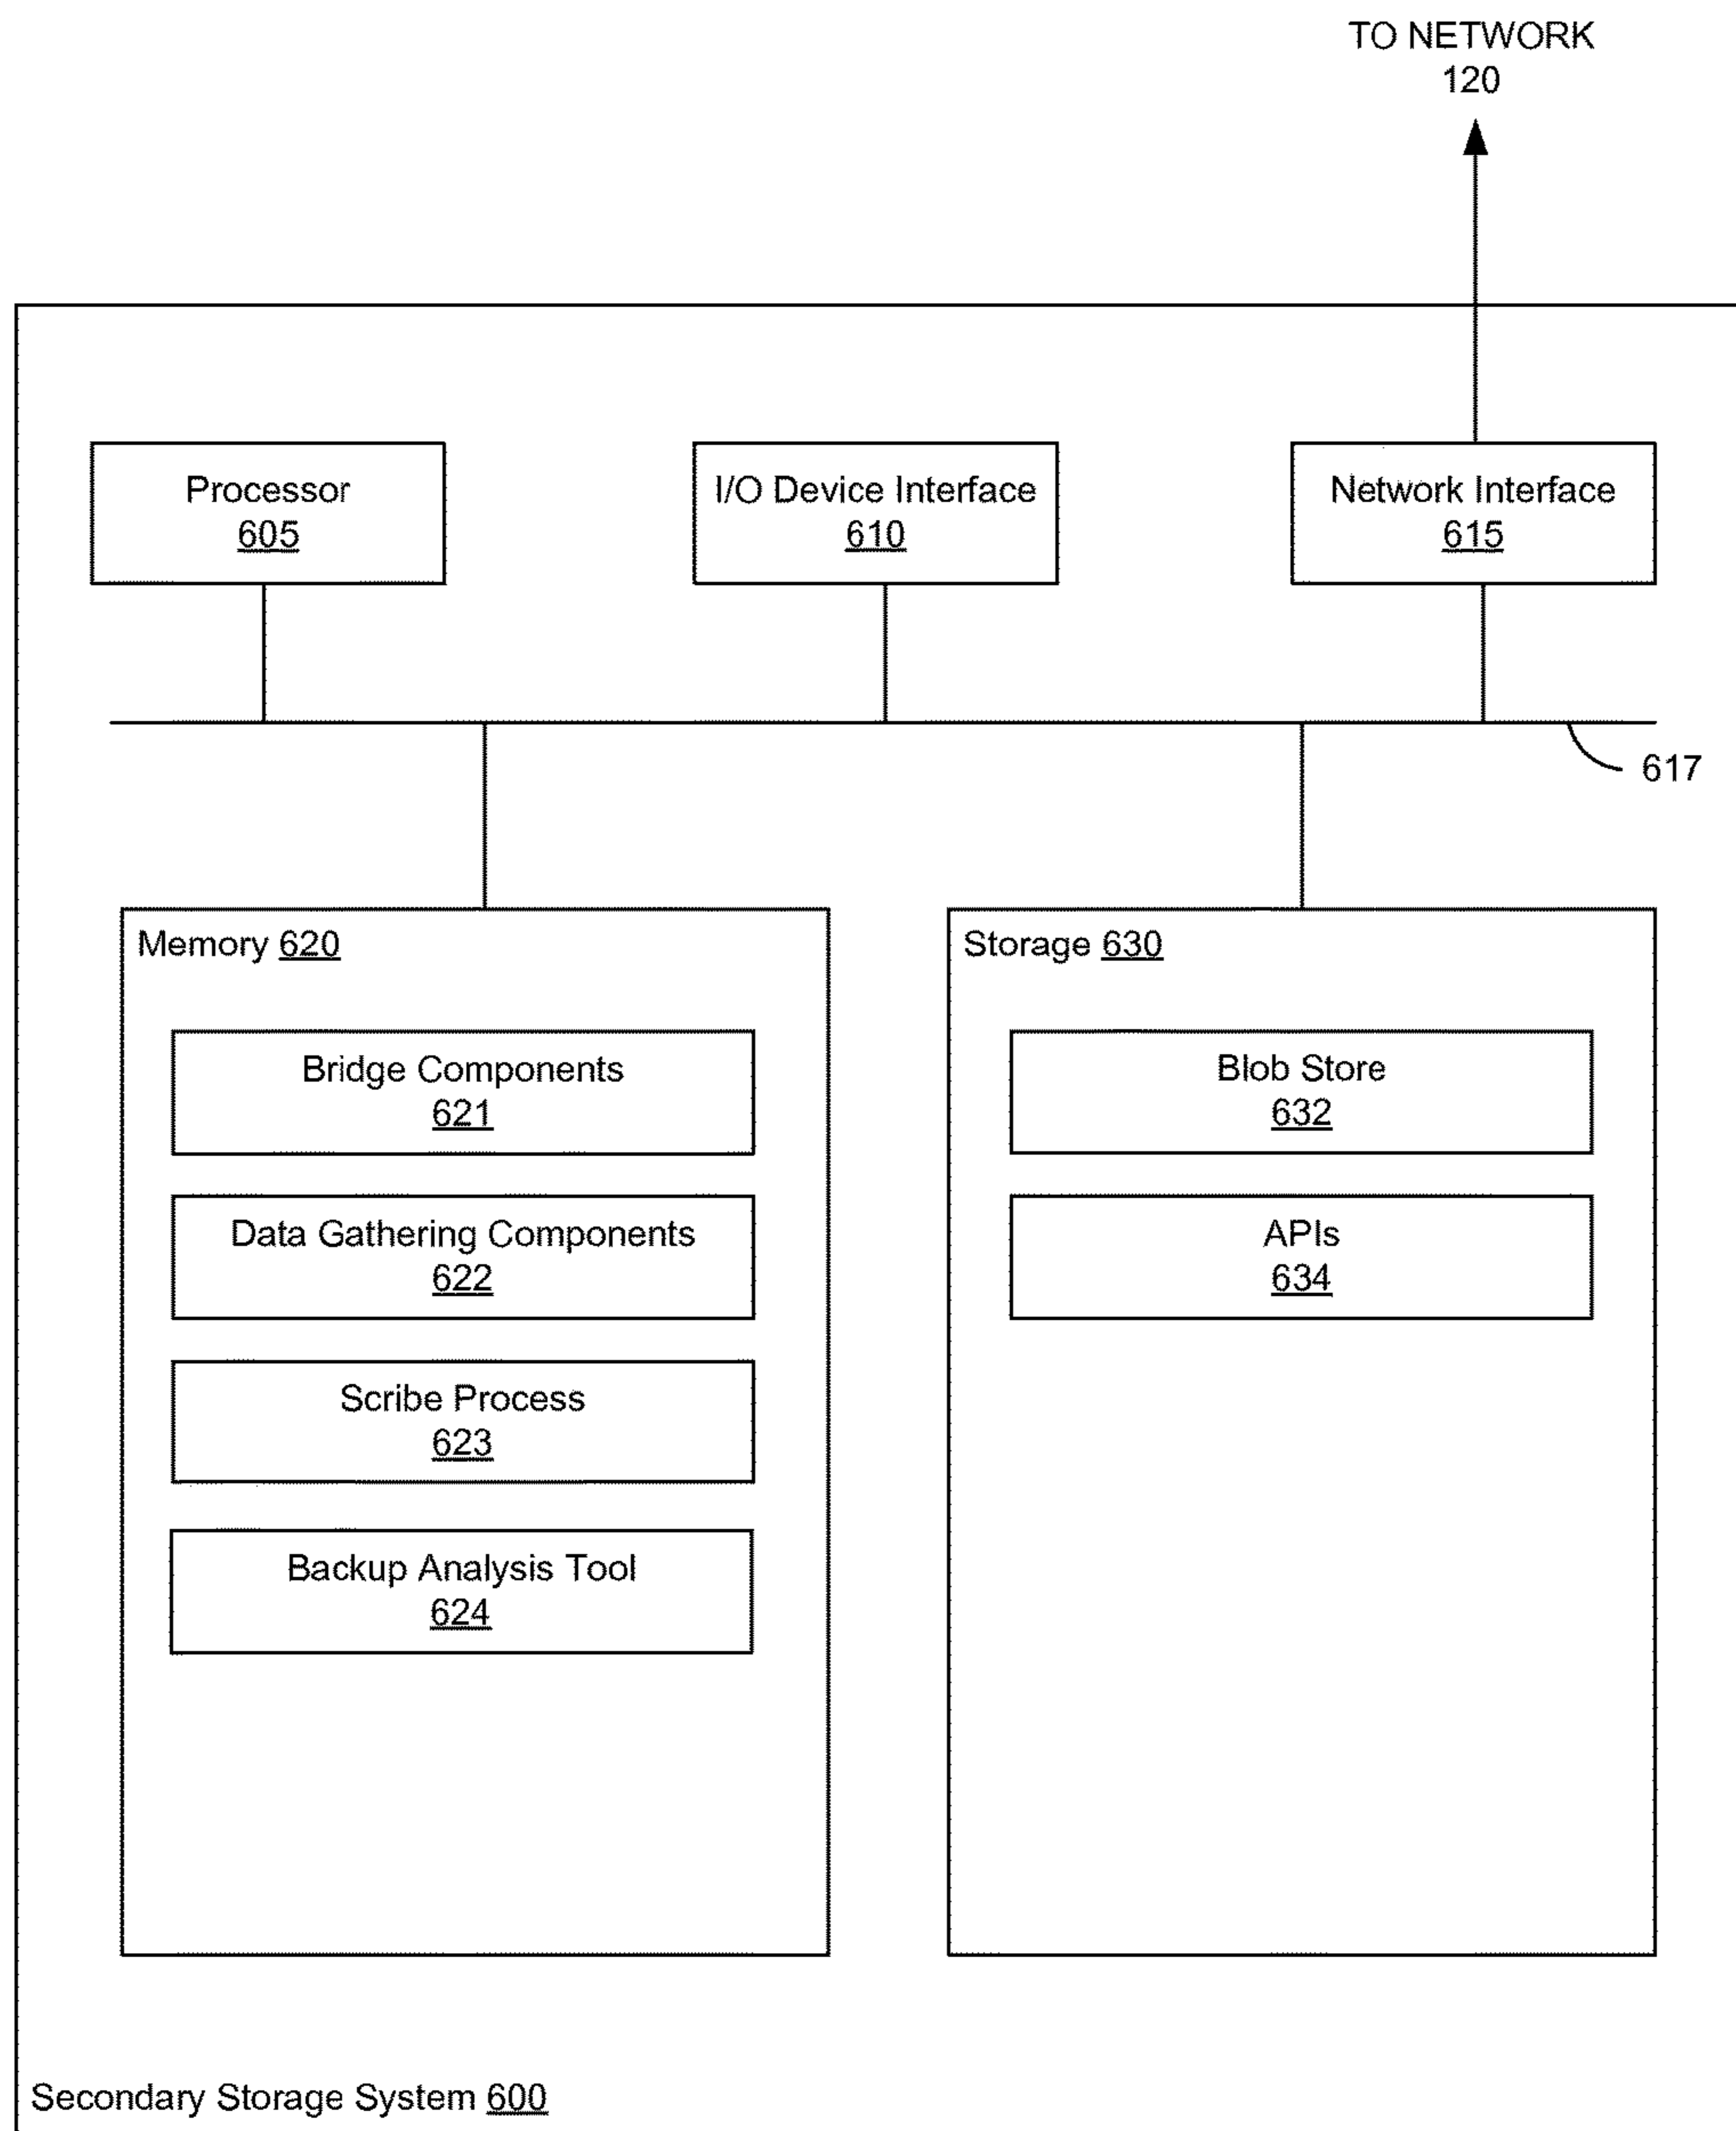 TO NETWORK
120
Processor
605
I/O Device Interface
610
Network Interface
615
617
Memory 620
Bridge Components
621
Data Gathering Components
622
Scribe Process
623
Backup Analysis Tool
624
Storage 630
Blob Store
632
APIs
634
Secondary Storage System 600